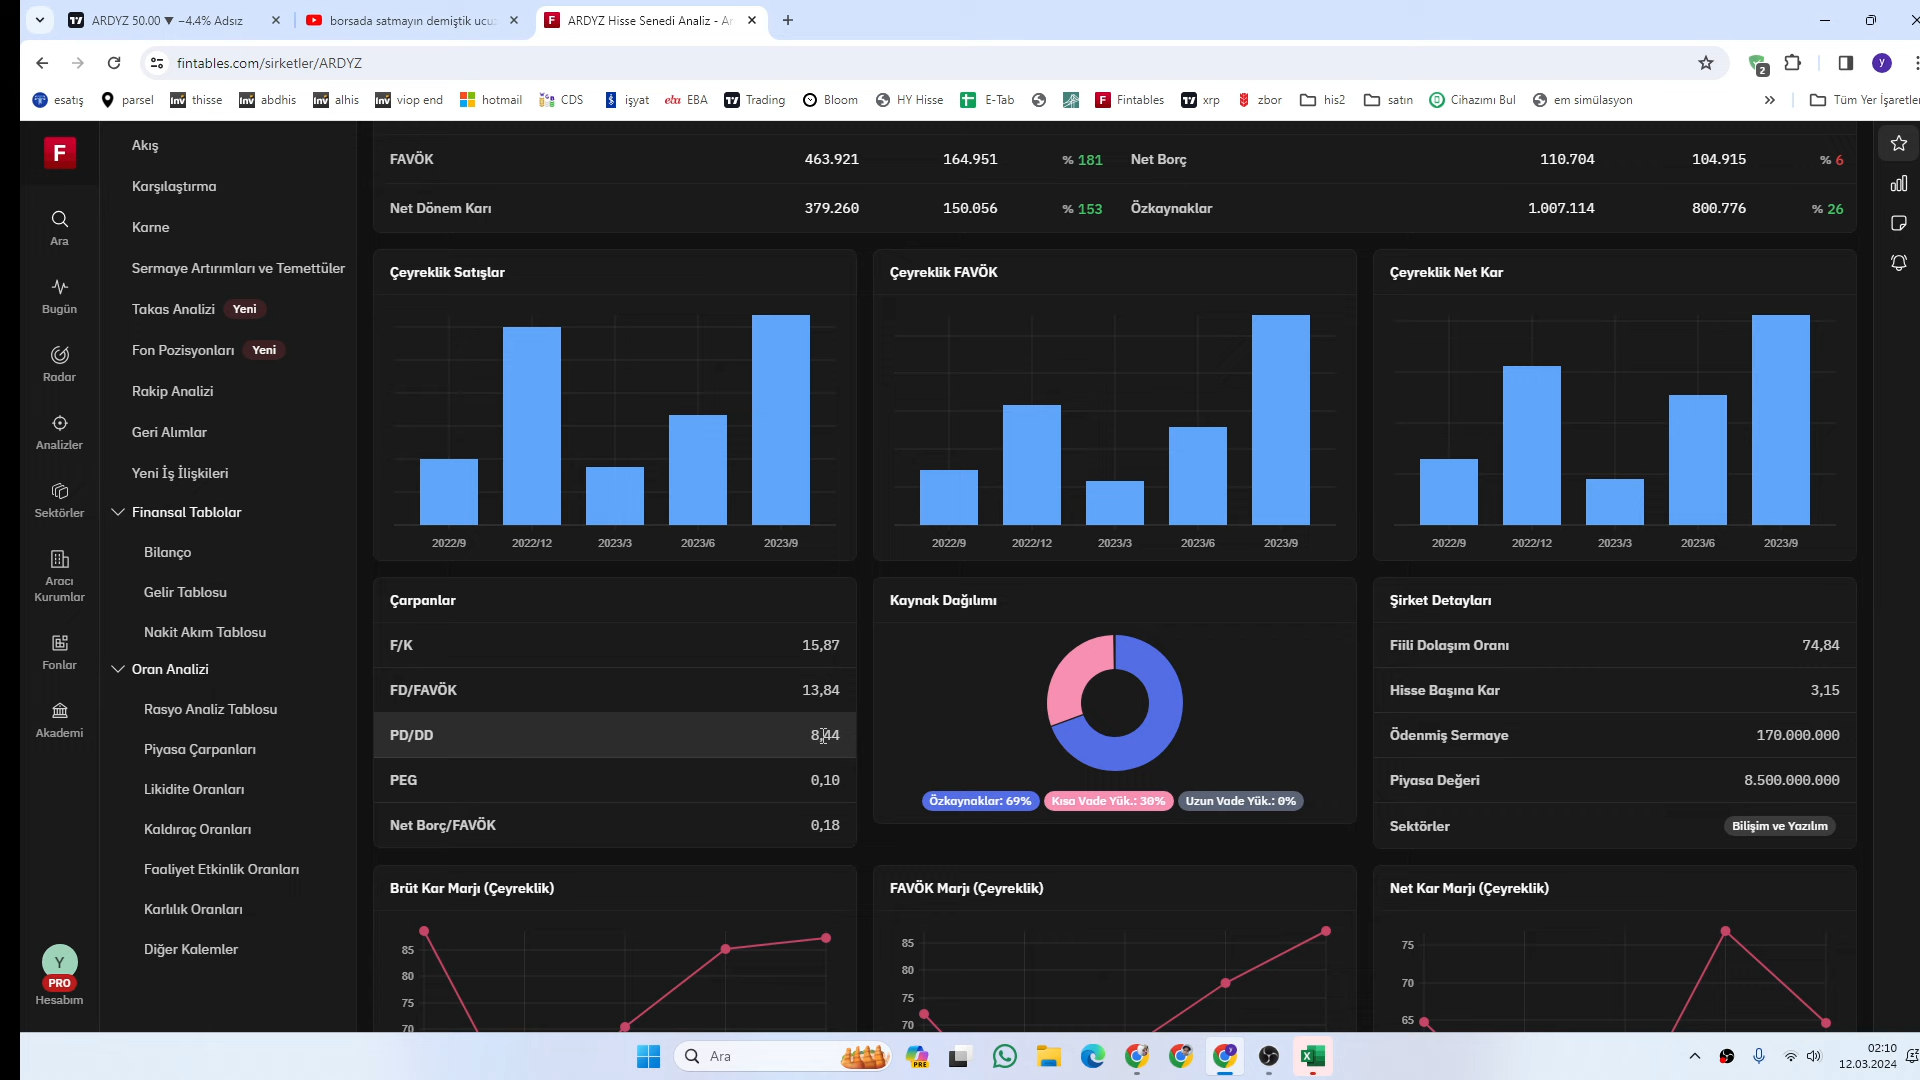 ARDYZ 50.00 ▼ −4.4% Adsız
borsada satmayın demiştik ucuz
ARDYZ Hisse Senedi Analiz - Ar
fintables.com/sirketler/ARDYZ
2
y
esatış
parsel
Inv thisse
Inv abdhis
Inv alhis
Inv viop end
hotmail
CDS
işyat
eba EBA
Trading
Bloom
HY Hisse
E-Tab
F Fintables
xrp
zbor
his2
satın
Cihazımı Bul
em simülasyon
Tüm Yer İşaretler
F
Ara
Bugün
Radar
Analizler
Sektörler
Aracı
Kurumlar
Fonlar
Akademi
Y
PRO
Hesabım
Akış
Karşılaştırma
Karne
Sermaye Artırımları ve Temettüler
Takas Analizi Yeni
Fon Pozisyonları Yeni
Rakip Analizi
Geri Alımlar
Yeni İş İlişkileri
Finansal Tablolar
Bilanço
Gelir Tablosu
Nakit Akım Tablosu
Oran Analizi
Rasyo Analiz Tablosu
Piyasa Çarpanları
Likidite Oranları
Kaldıraç Oranları
Faaliyet Etkinlik Oranları
Karlılık Oranları
Diğer Kalemler
FAVÖK 463.921 164.951 % 181
Net Borç 110.704 104.915 % 6
Net Dönem Karı 379.260 150.056 % 153
Özkaynaklar 1.007.114 800.776 % 26
Çeyreklik Satışlar
2022/9 2022/12 2023/3 2023/6 2023/9
Çeyreklik FAVÖK
2022/9 2022/12 2023/3 2023/6 2023/9
Çeyreklik Net Kar
2022/9 2022/12 2023/3 2023/6 2023/9
Çarpanlar
F/K 15,87
FD/FAVÖK 13,84
PD/DD 8,44
PEG 0,10
Net Borç/FAVÖK 0,18
Kaynak Dağılımı
Özkaynaklar: 69% Kısa Vade Yük.: 30% Uzun Vade Yük.: 0%
Şirket Detayları
Fiili Dolaşım Oranı 74,84
Hisse Başına Kar 3,15
Ödenmiş Sermaye 170.000.000
Piyasa Değeri 8.500.000.000
Sektörler Bilişim ve Yazılım
Brüt Kar Marjı (Çeyreklik)
85
80
75
70
FAVÖK Marjı (Çeyreklik)
85
80
75
70
Net Kar Marjı (Çeyreklik)
75
70
65
Ara
PRE
02:10
12.03.2024